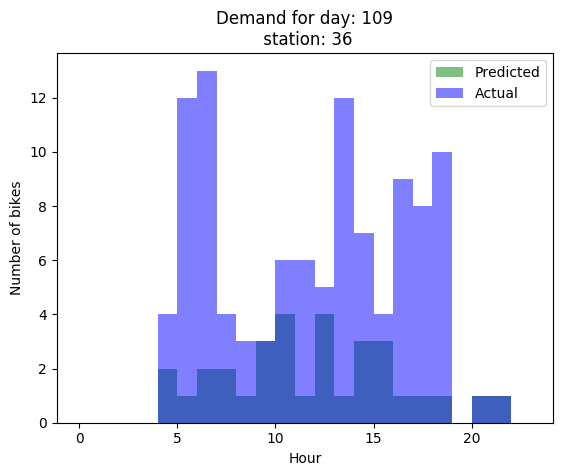 Demand for day: 109
station: 36
Predicted
Actual
Number of bikes
12
10
8
6
4
2
0
0 5 10 15 20
Hour